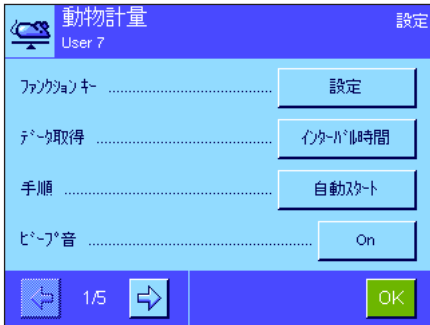 動物計量 設定
User 7
ファンクションキー ........................................ 設定
データ取得 ........................................ インターバル時間
手順 .................................................. 自動スタート
ビープ音 ..................................................... On
1/5 OK